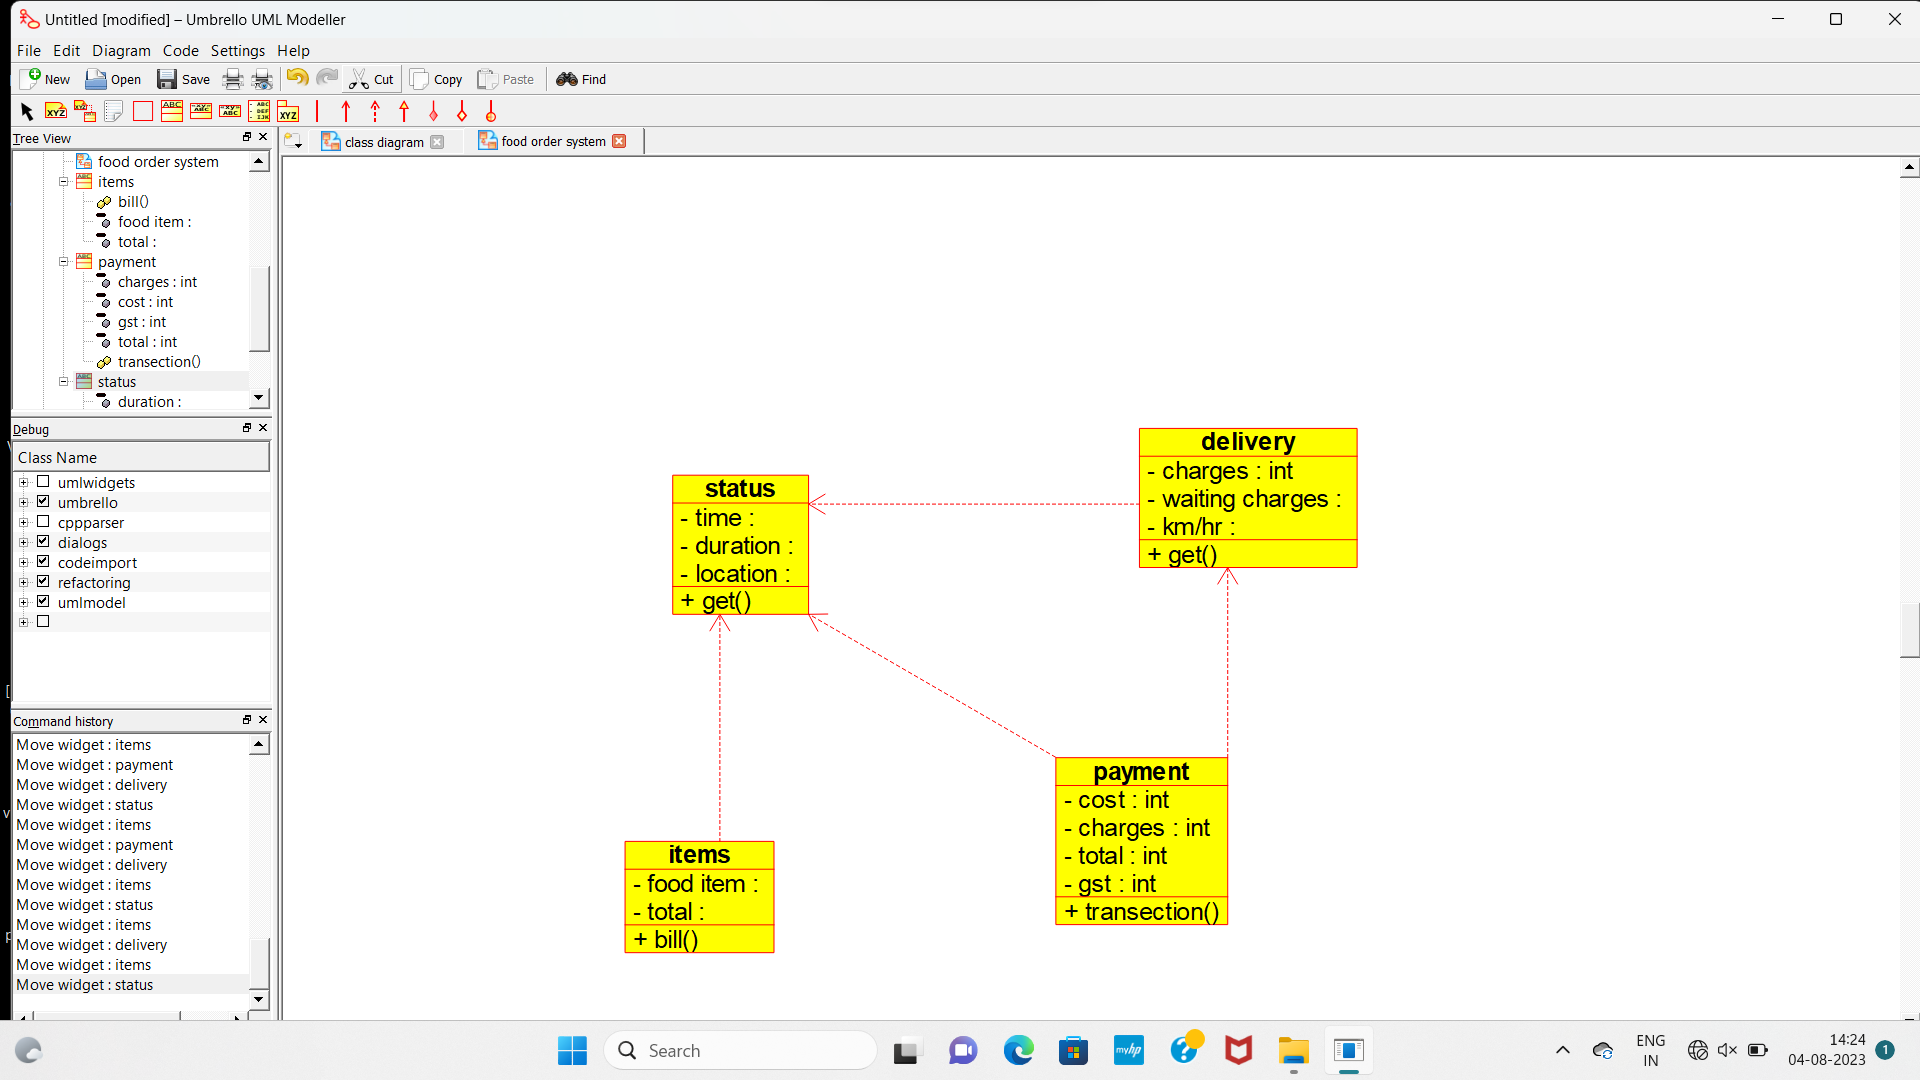 Untitled [modified] – Umbrello UML Modeller
File Edit Diagram Code Settings Help
New Open Save Cut Copy Paste Find
Tree View
class diagram food order system
food order system
items
bill()
food item :
total :
payment
charges : int
cost : int
gst : int
total : int
transection()
status
duration :
Debug
Class Name
umlwidgets
umbrello
cppparser
dialogs
codeimport
refactoring
umlmodel
Command history
Move widget : items
Move widget : payment
Move widget : delivery
Move widget : status
Move widget : items
Move widget : payment
Move widget : delivery
Move widget : items
Move widget : status
Move widget : items
Move widget : delivery
Move widget : items
Move widget : status
status
- time :
- duration :
- location :
+ get()
delivery
- charges : int
- waiting charges :
- km/hr :
+ get()
items
- food item :
- total :
+ bill()
payment
- cost : int
- charges : int
- total : int
- gst : int
+ transection()
Search
myhp
ENG
IN
14:24
04-08-2023
1